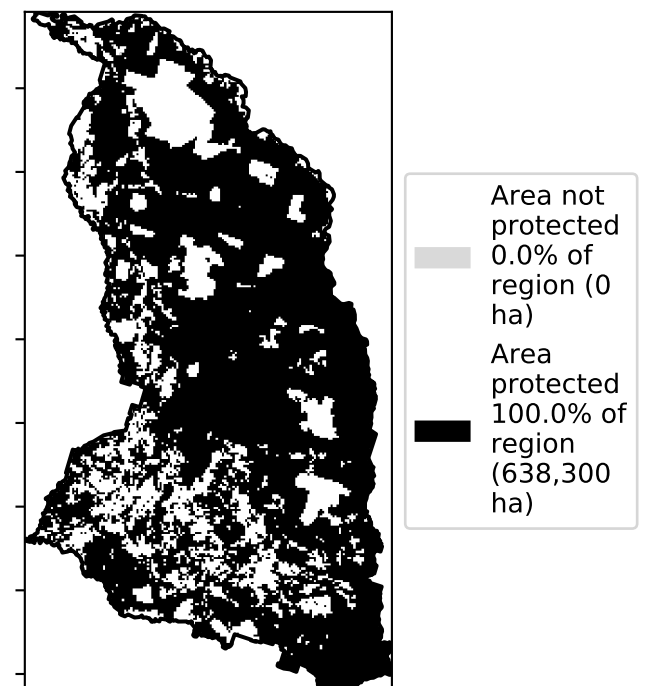 Area not
protected
0.0% of
region (0
ha)
Area
protected
100.0% of
region
(638,300
ha)